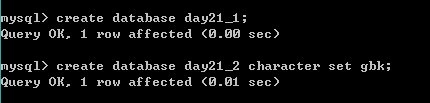 mysql> create database day21_1;
Query OK, 1 row affected (0.00 sec)
mysql> create database day21_2 character set gbk;
Query OK, 1 row affected (0.01 sec)